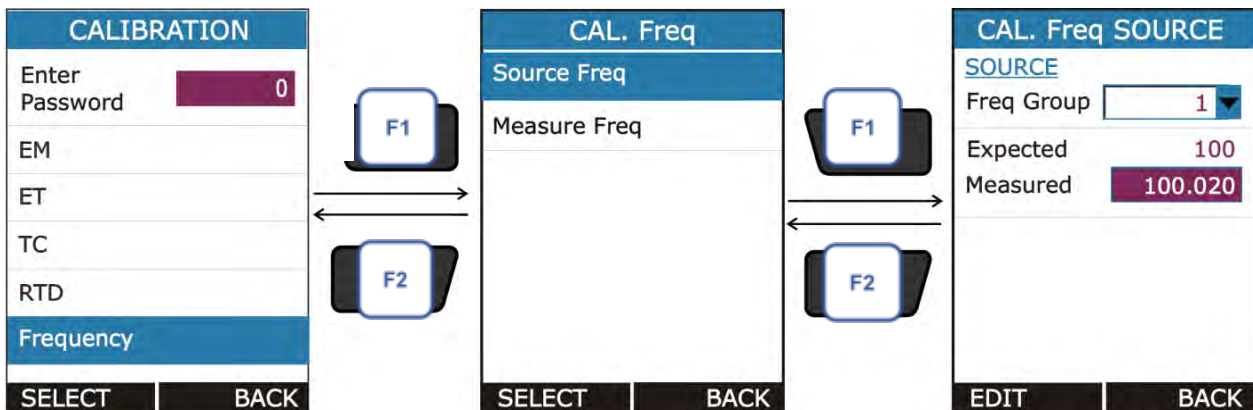 CALIBRATION
Enter
Password 0
EM
ET
TC
RTD
Frequency
SELECT BACK
F1
F2
CAL. Freq
Source Freq
Measure Freq
SELECT BACK
F1
F2
CAL. Freq SOURCE
SOURCE
Freq Group 1
Expected 100
Measured 100.020
EDIT BACK